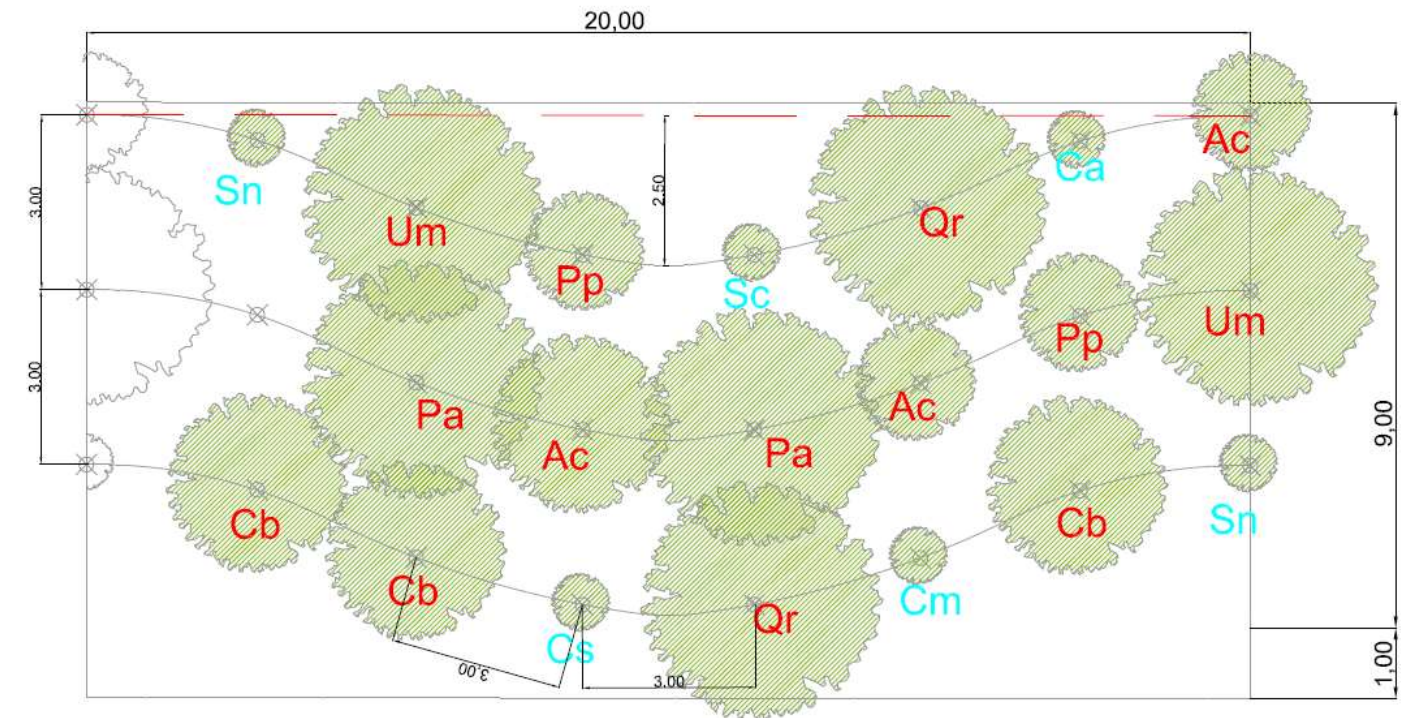 20,00
Ac
3.00
2.50
Sn
Ca
Um
Qr
Pp
Sc
Um
Pp
3.00
Pa
Ac
Ac
Pa
9,00
Cb
Cb
Sn
Cb
Cm
Qr
Cs
3,00
3.00
1,00